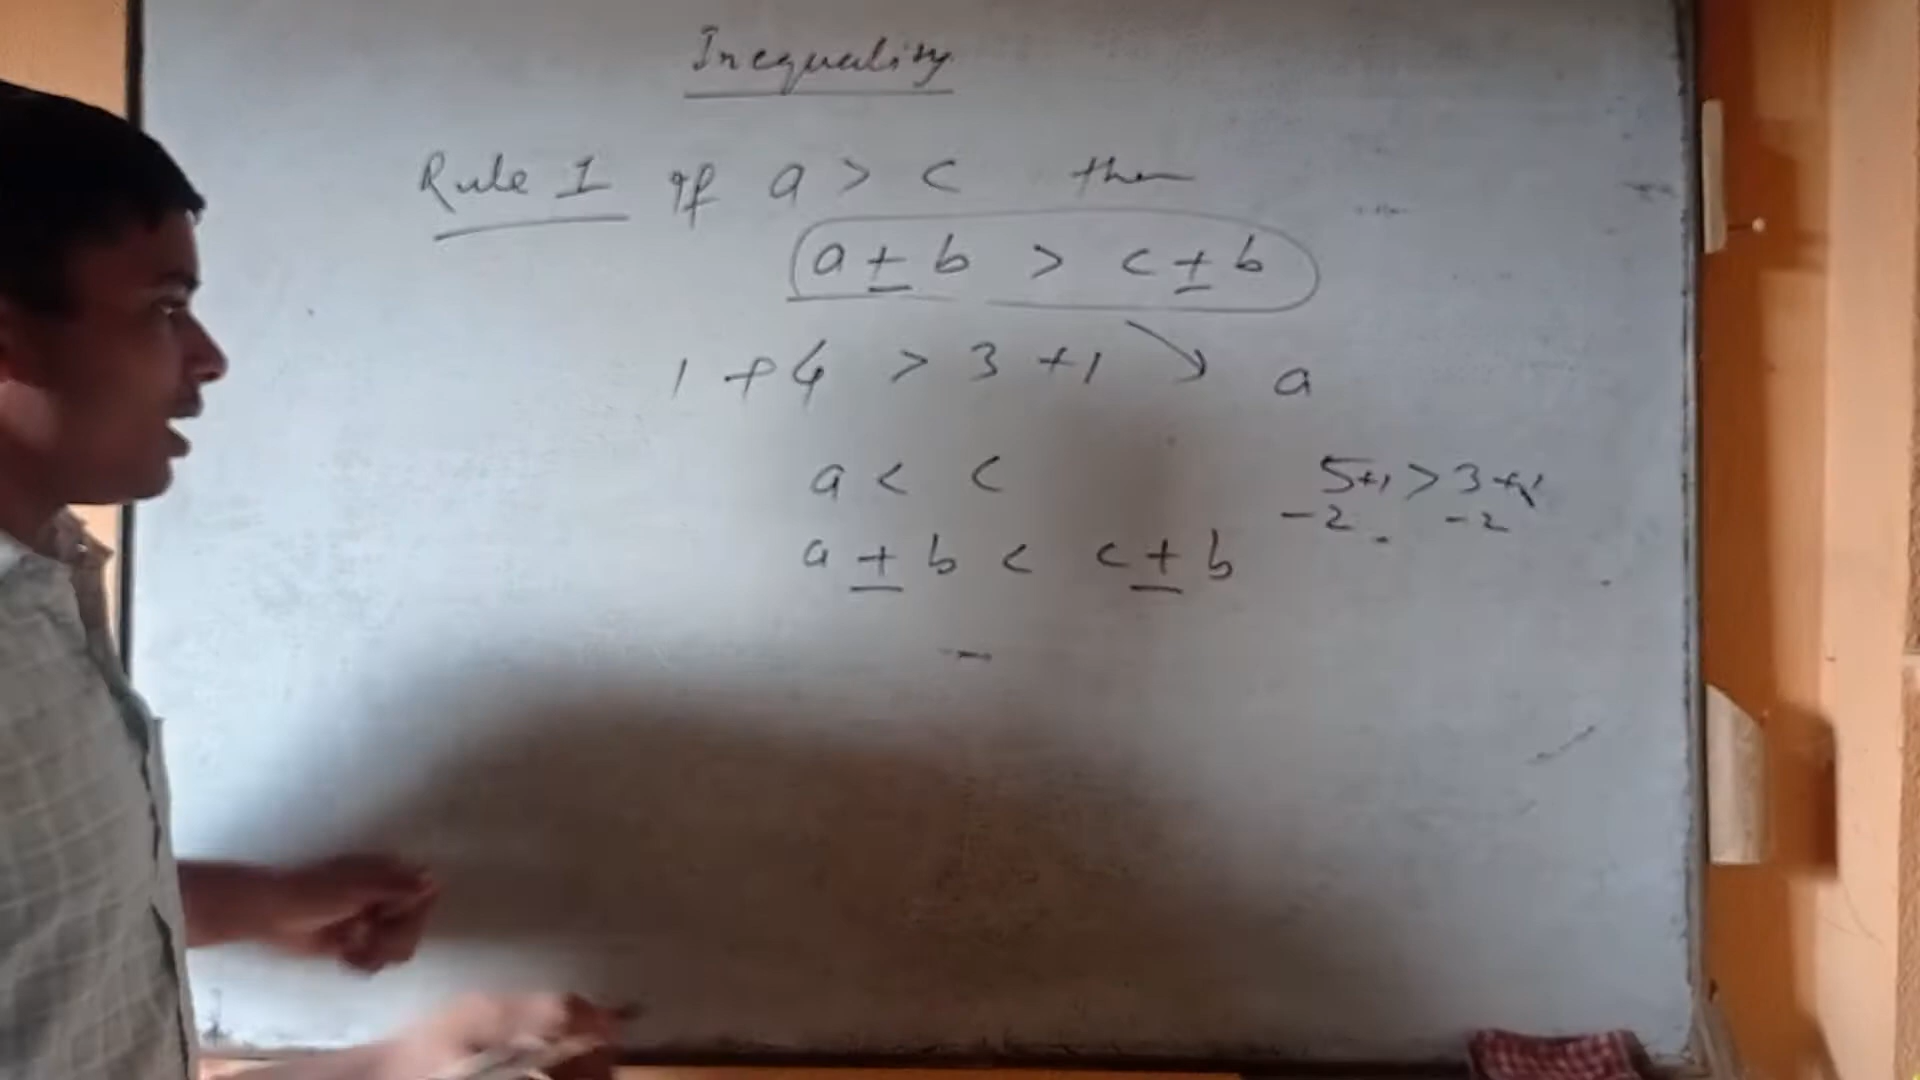 Inequality
Rule 1 if a > c then
a ± b > c ± b
1 + 4 > 3 + 1 a
a < c
5+1 > 3+1
-2 -2
a ± b < c ± b